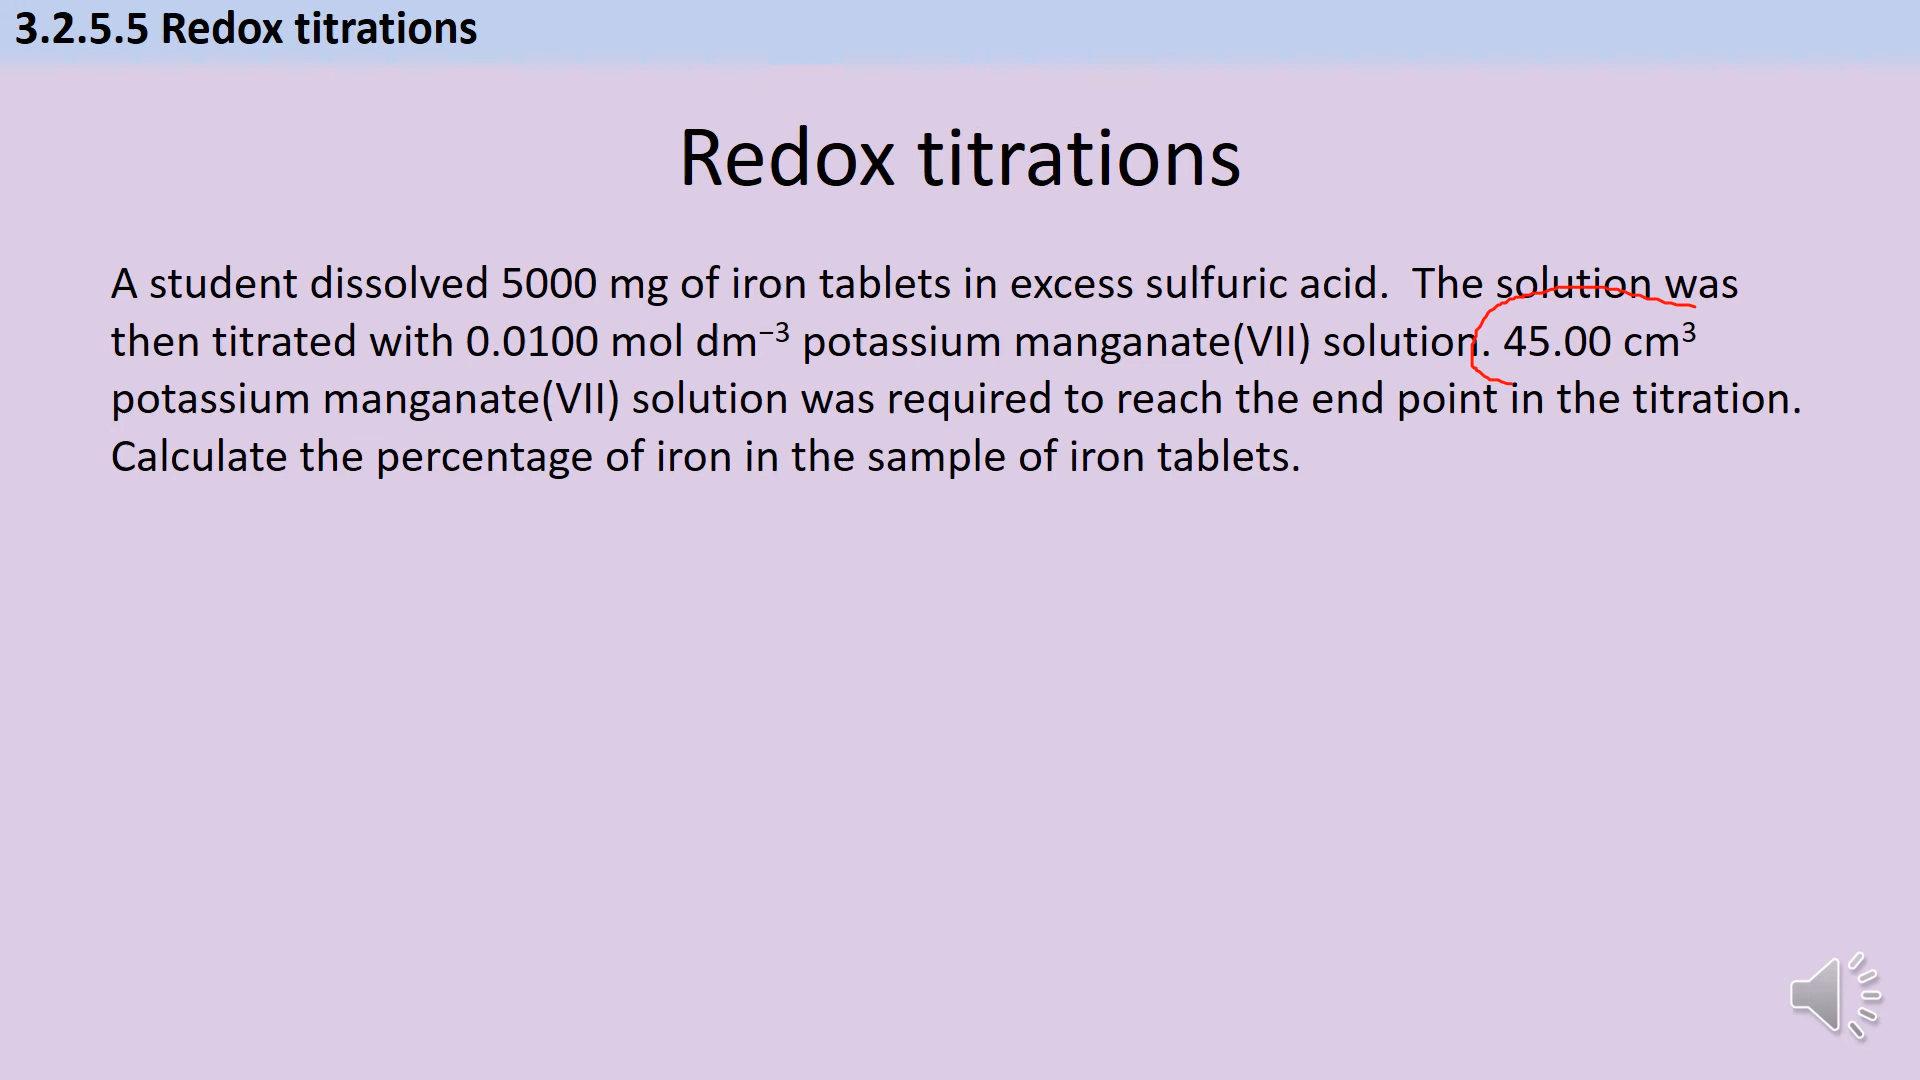 3.2.5.5 Redox titrations
Redox titrations
A student dissolved 5000 mg of iron tablets in excess sulfuric acid.  The solution was
then titrated with 0.0100 mol dm⁻³ potassium manganate(VII) solution. 45.00 cm³
potassium manganate(VII) solution was required to reach the end point in the titration.
Calculate the percentage of iron in the sample of iron tablets.